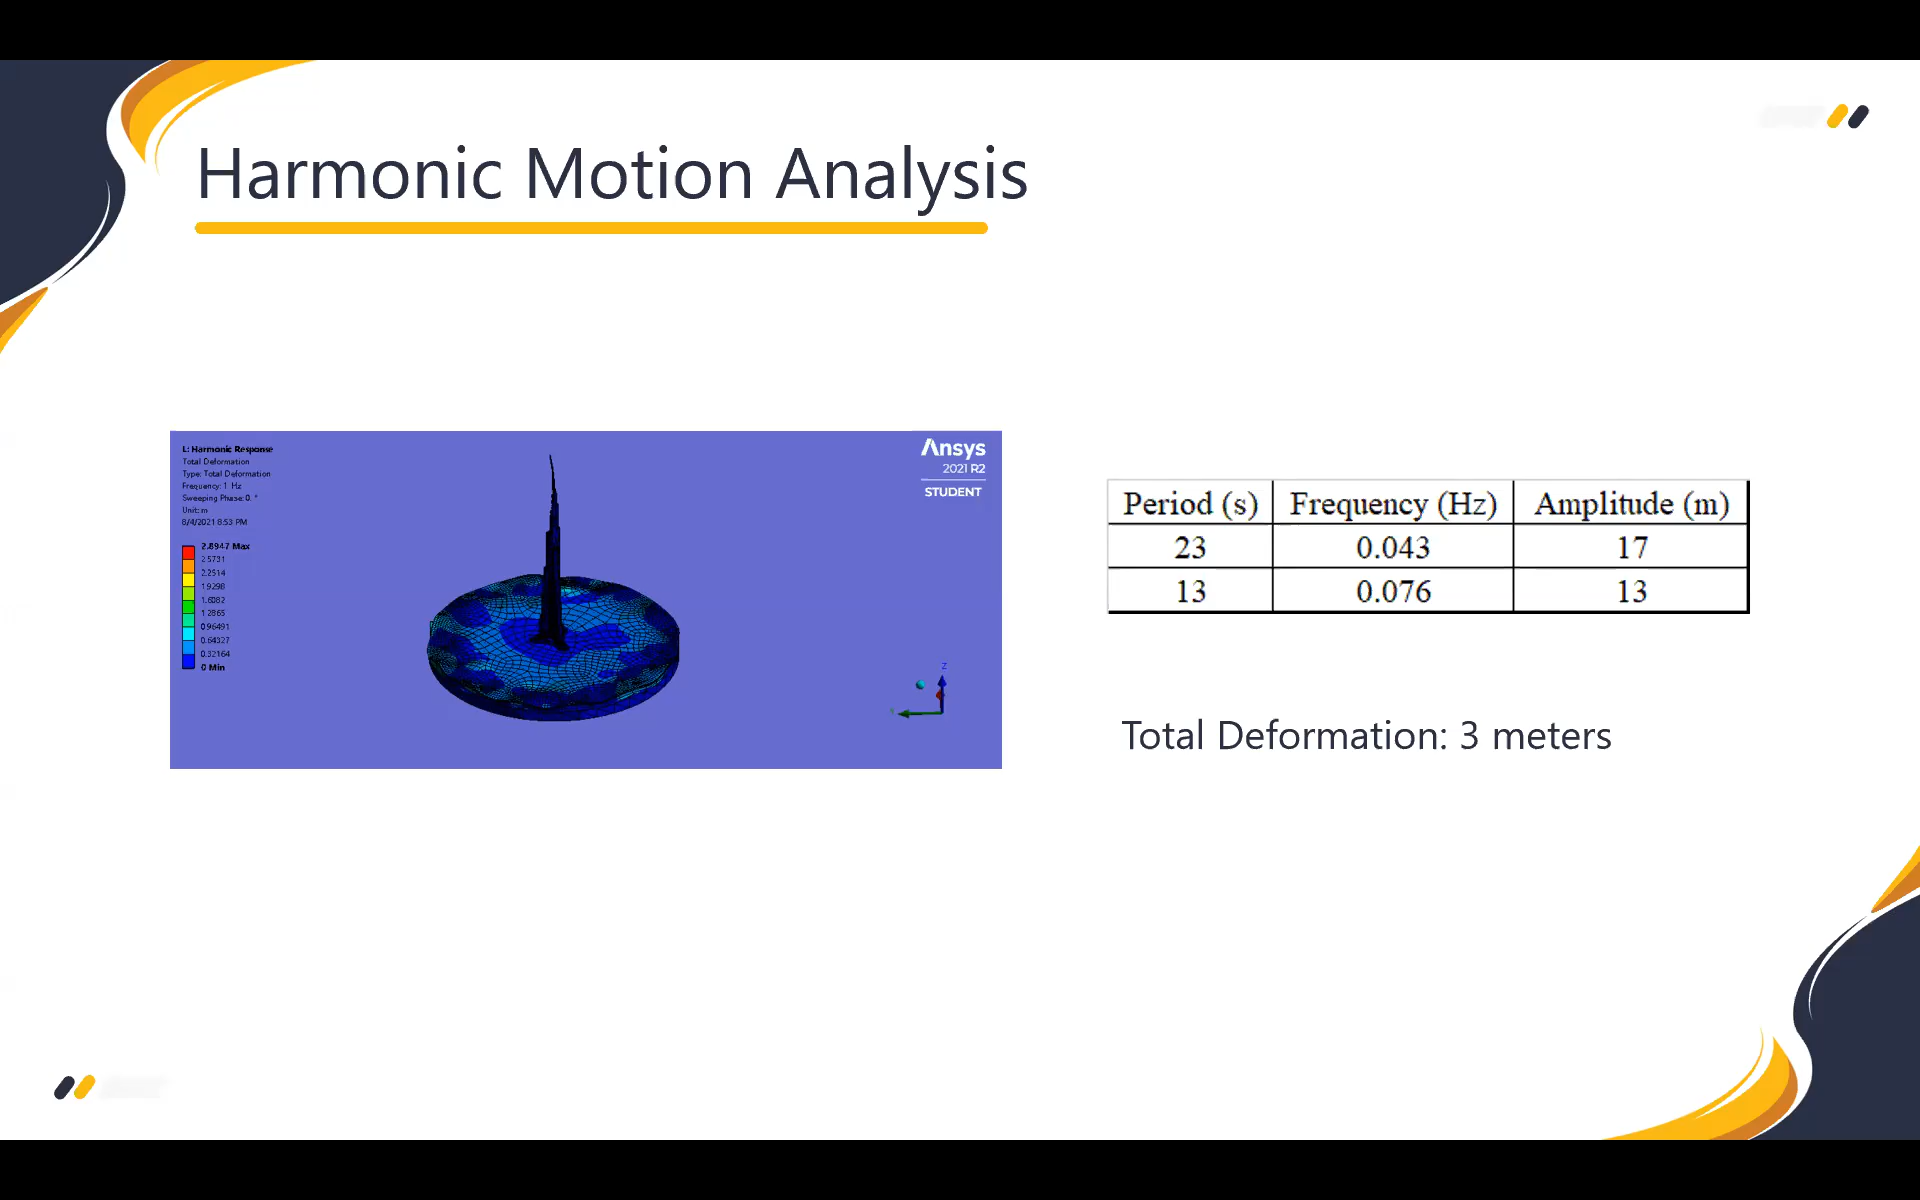 Harmonic Motion Analysis
L: Harmonic Response
Total Deformation
Type: Total Deformation
Frequency: 1 Hz
Sweeping Phase: 0. °
Unit: m
8/4/2021 8:53 PM
2.8947 Max
2.5731
2.2514
1.9298
1.6082
1.2865
0.96491
0.64327
0.32164
0 Min
Ansys
2021 R2
STUDENT
Z
Period (s) Frequency (Hz) Amplitude (m)
23 0.043 17
13 0.076 13
Total Deformation: 3 meters